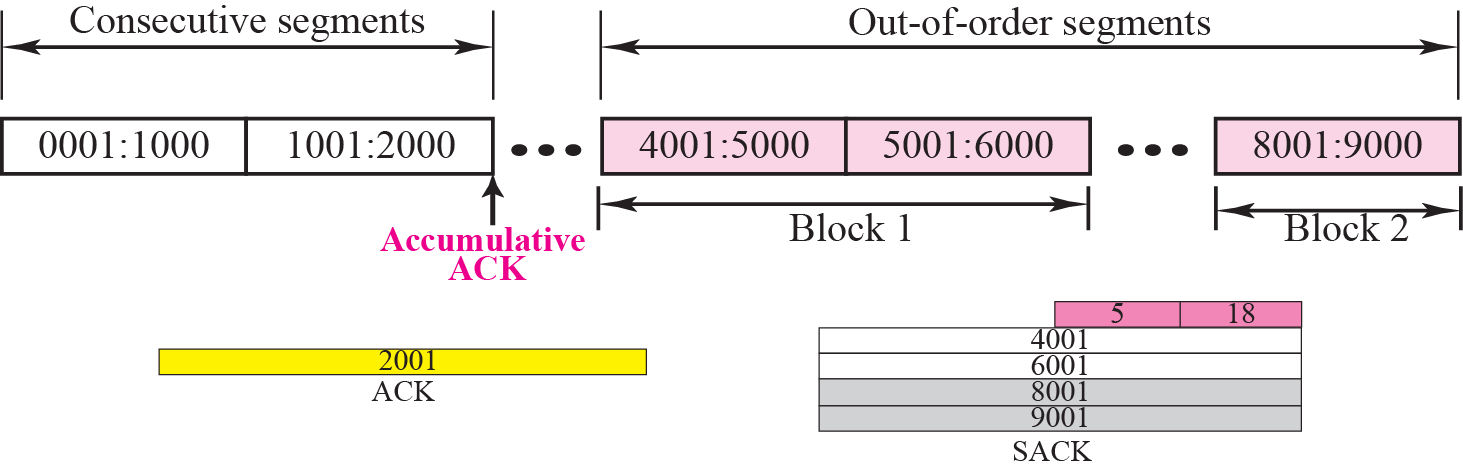 Consecutive segments
Out-of-order segments
0001:1000 1001:2000 ••• 4001:5000 5001:6000 ••• 8001:9000
Block 1
Block 2
Accumulative
ACK
5 18
4001
6001
8001
9001
SACK
2001
ACK